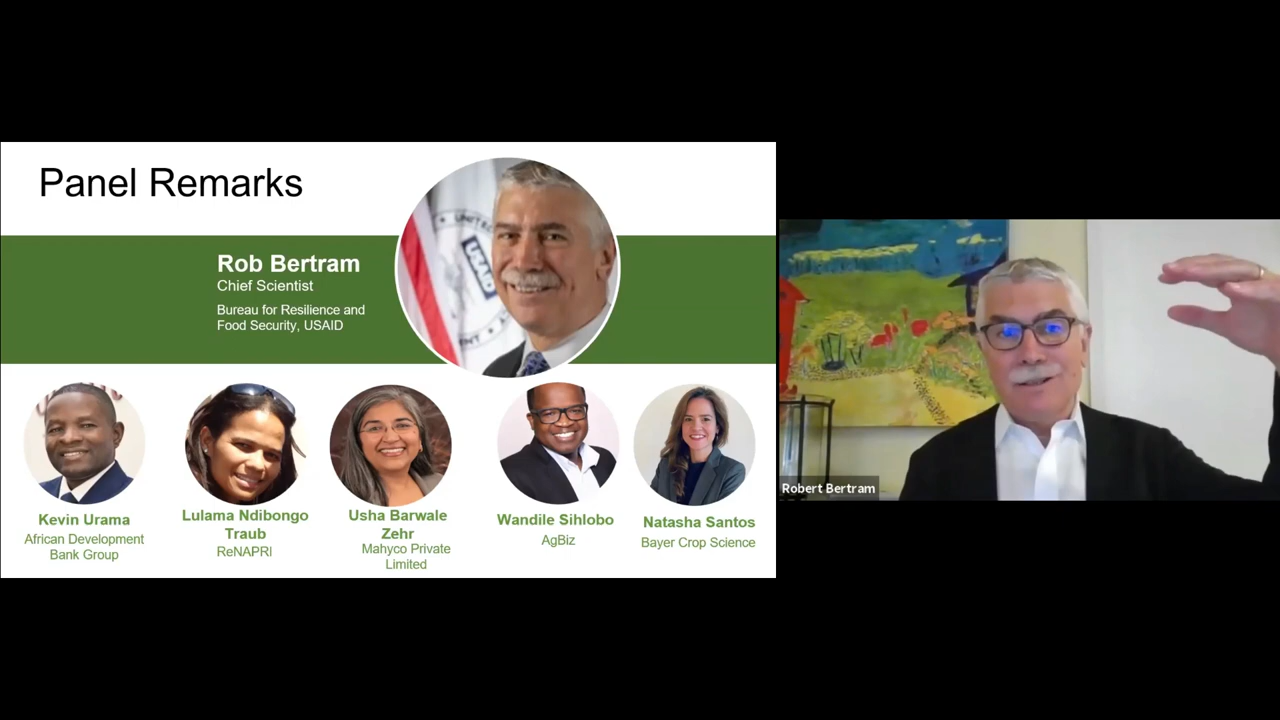 Panel Remarks
Rob Bertram
Chief Scientist
Bureau for Resilience and
Food Security, USAID
UNITED
USAID
Kevin Urama
African Development
Bank Group
Lulama Ndibongo
Traub
ReNAPRI
Usha Barwale
Zehr
Mahyco Private
Limited
Wandile Sihlobo
AgBiz
Natasha Santos
Bayer Crop Science
Robert Bertram